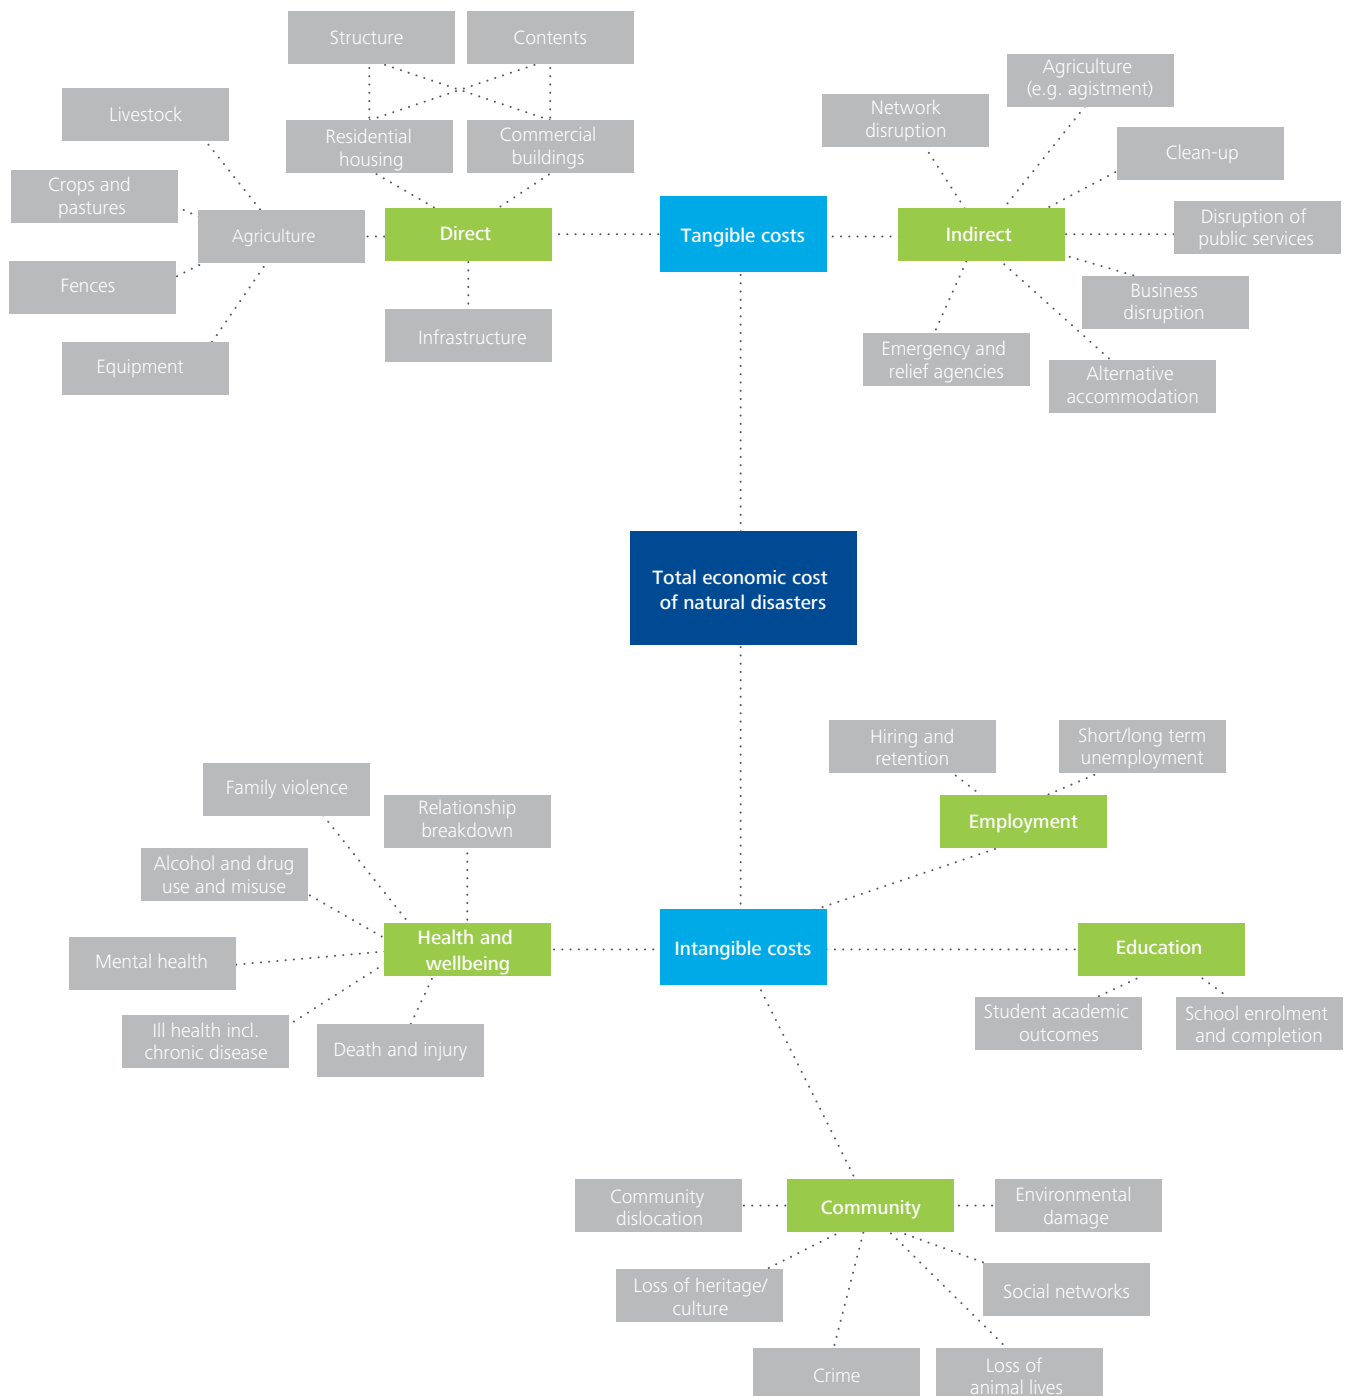 Structure
Contents
Agriculture
(e.g. agistment)
Livestock
Network
disruption
Residential
housing
Commercial
buildings
Clean-up
Crops and
pastures
Agriculture
Direct
Tangible costs
Indirect
Disruption of
public services
Fences
Business
disruption
Infrastructure
Equipment
Emergency and
relief agencies
Alternative
accommodation
Total economic cost
of natural disasters
Hiring and
retention
Short/long term
unemployment
Family violence
Relationship
breakdown
Employment
Alcohol and drug
use and misuse
Mental health
Health and
wellbeing
Intangible costs
Education
Ill health incl.
chronic disease
Death and injury
Student academic
outcomes
School enrolment
and completion
Community
dislocation
Community
Environmental
damage
Loss of heritage/
culture
Social networks
Crime
Loss of
animal lives